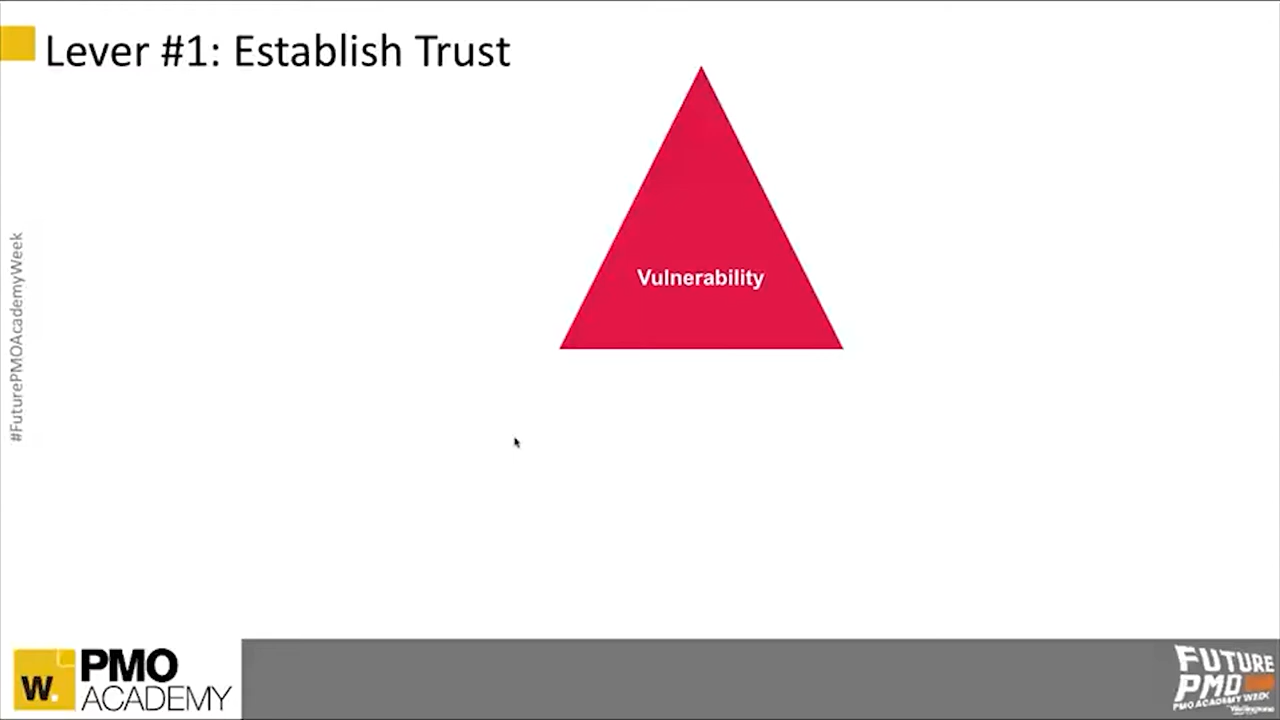 Lever #1: Establish Trust
Vulnerability
#FuturePMOAcademyWeek
w.
PMO
ACADEMY
FUTURE
PMO
PMO ACADEMY WEEK